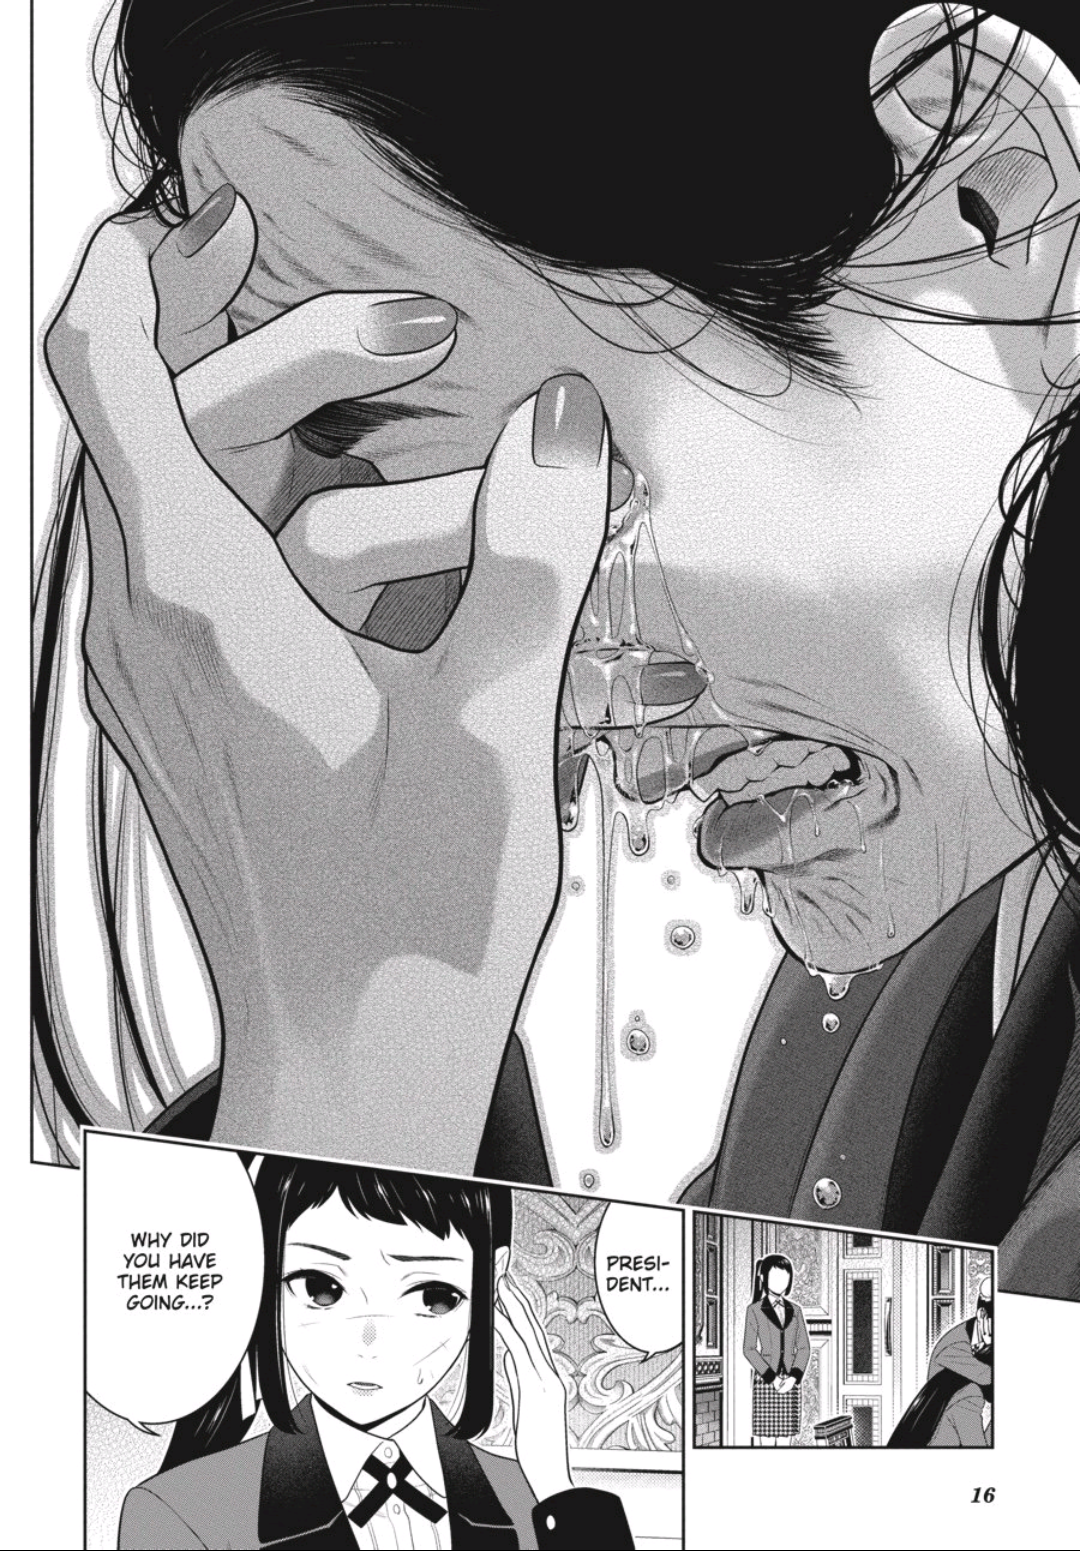 PRESI-
DENT...
WHY DID
YOU HAVE
THEM KEEP
GOING...?
16